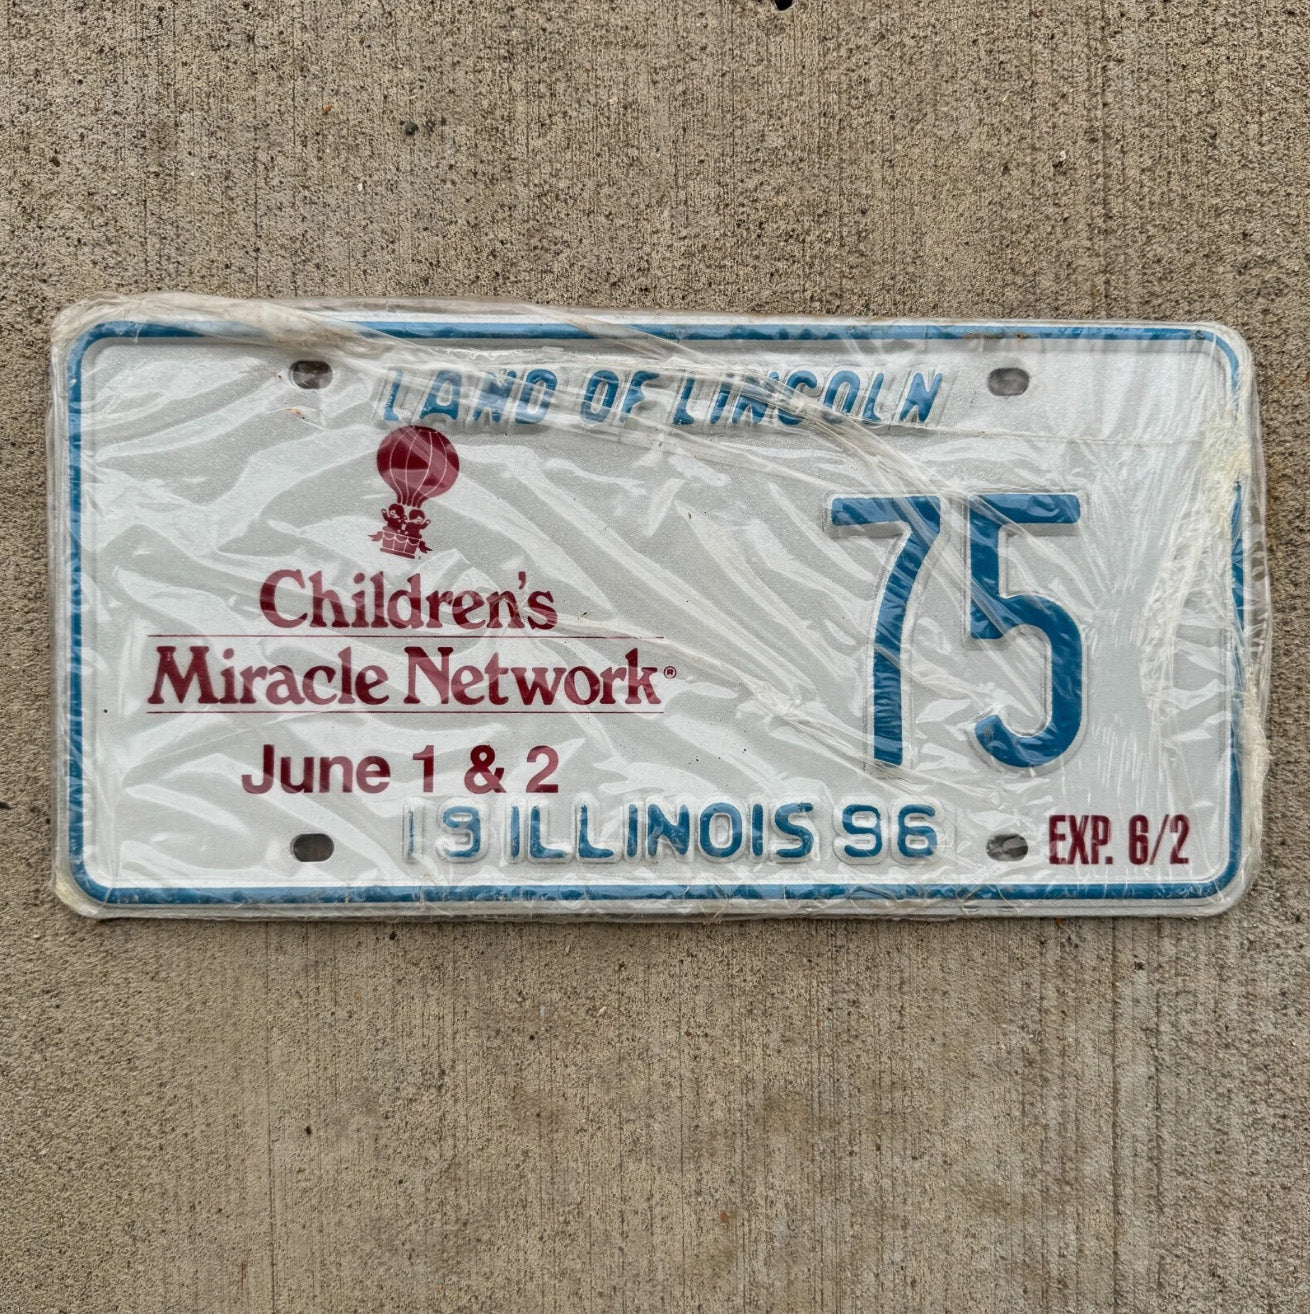 LAND OF LINCOLN
75
Children's
Miracle Network®
June 1 & 2
19 ILLINOIS 96
EXP. 6/2